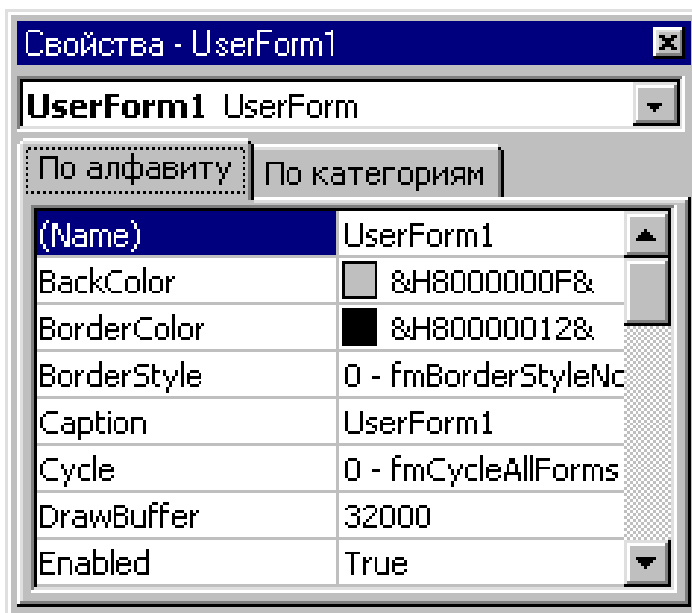 Свойства - UserForm1
UserForm1 UserForm
По алфавиту По категориям
(Name) UserForm1
BackColor &H8000000F&
BorderColor &H80000012&
BorderStyle 0 - fmBorderStyleNo
Caption UserForm1
Cycle 0 - fmCycleAllForms
DrawBuffer 32000
Enabled True